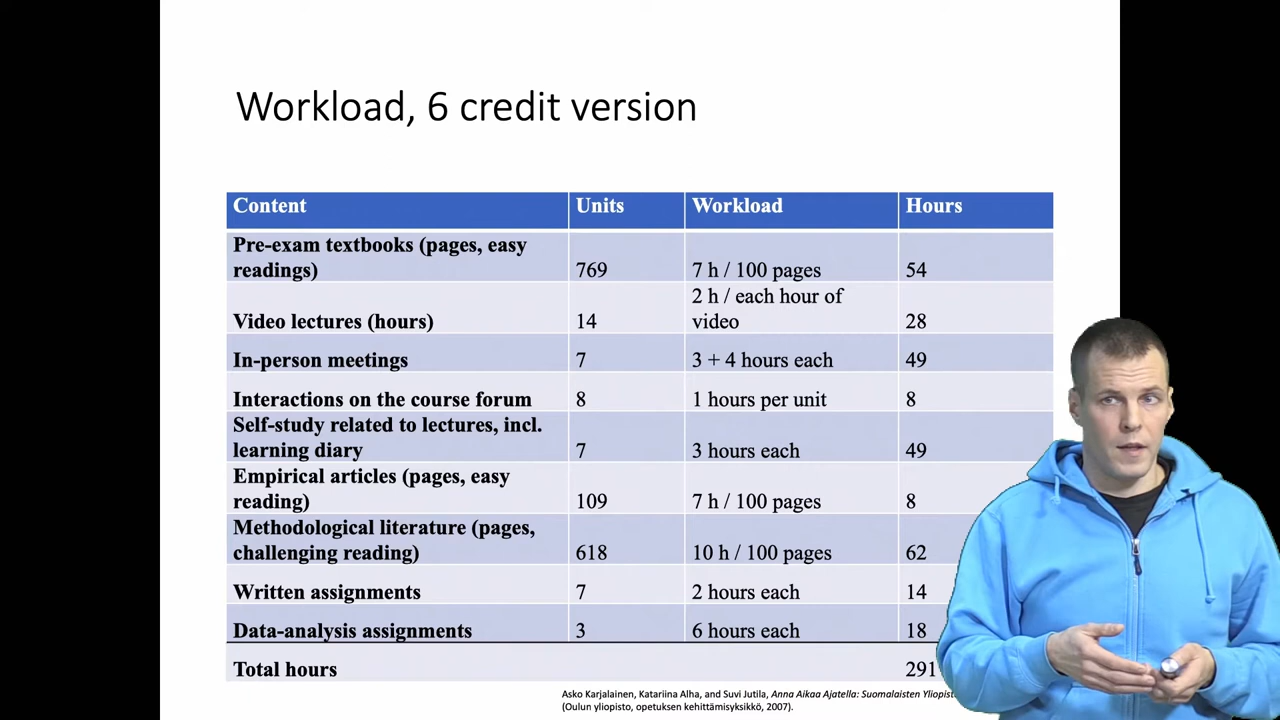 Workload, 6 credit version
Content Units Workload Hours
Pre-exam textbooks (pages, easy
readings) 769 7 h / 100 pages 54
2 h / each hour of
Video lectures (hours) 14 video 28
In-person meetings 7 3 + 4 hours each 49
Interactions on the course forum 8 1 hours per unit 8
Self-study related to lectures, incl.
learning diary 7 3 hours each 49
Empirical articles (pages, easy
reading) 109 7 h / 100 pages 8
Methodological literature (pages,
challenging reading) 618 10 h / 100 pages 62
Written assignments 7 2 hours each 14
Data-analysis assignments 3 6 hours each 18
Total hours 291
Asko Karjalainen, Katariina Alha, and Suvi Jutila, Anna Aikaa Ajatella: Suomalaisten
(Oulun yliopisto, opetuksen kehittämisyksikkö, 2007).